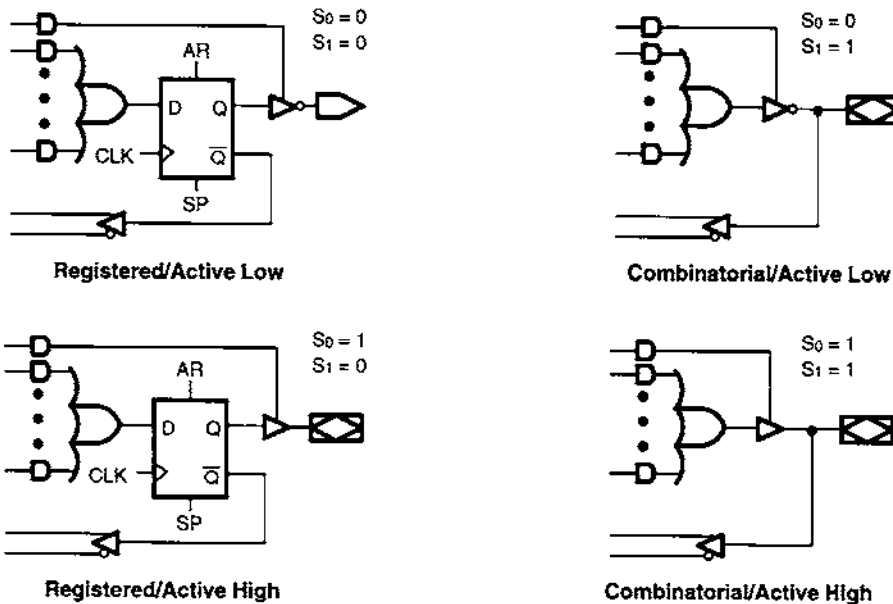 S0 = 0
S1 = 0
AR
D Q
CLK Q̅
SP
Registered/Active Low
S0 = 0
S1 = 1
Combinatorial/Active Low
S0 = 1
S1 = 0
AR
D Q
CLK Q̅
SP
Registered/Active High
S0 = 1
S1 = 1
Combinatorial/Active High